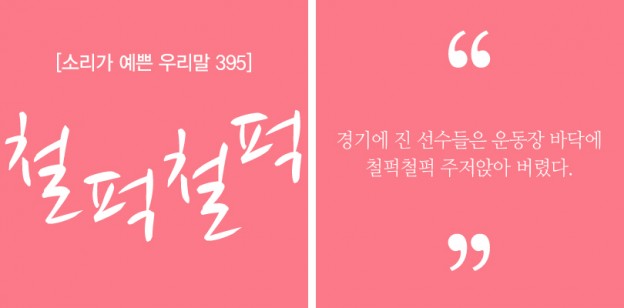 [소리가 예쁜 우리말 395]
철퍽철퍽
“
경기에 진 선수들은 운동장 바닥에
철퍽철퍽 주저앉아 버렸다.
”